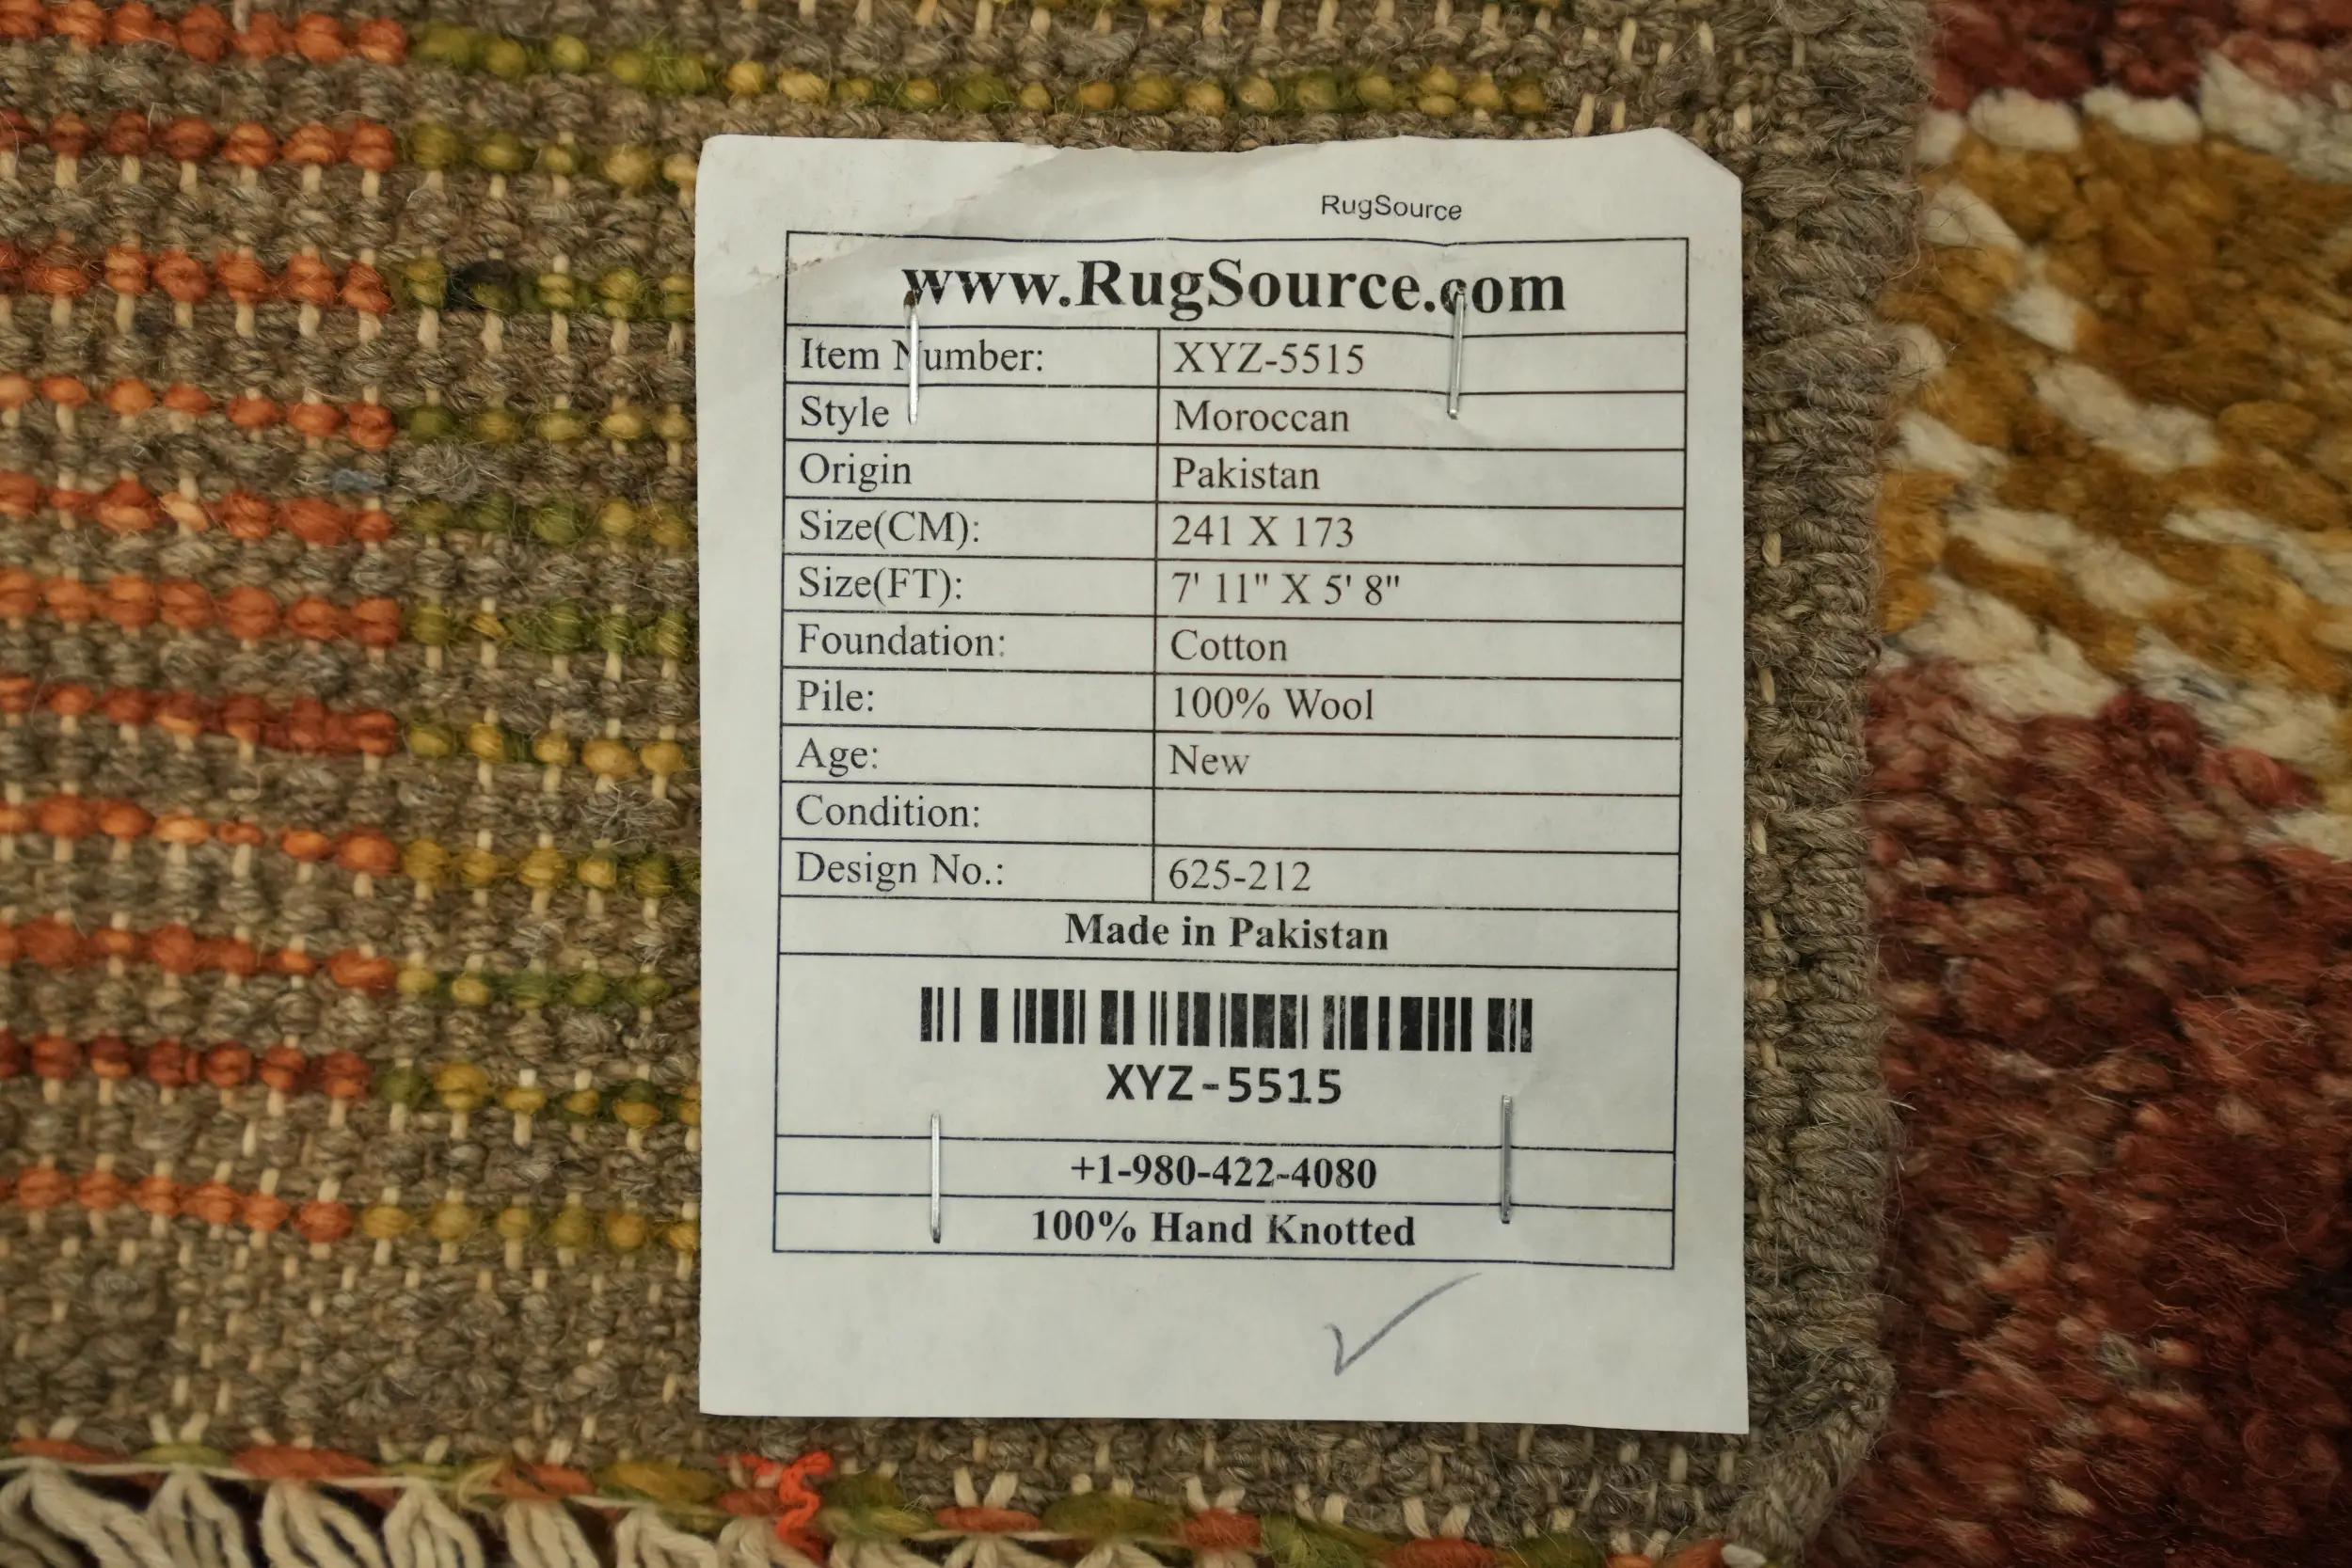 RugSource
www.RugSource.com
Item Number: XYZ-5515
Style Moroccan
Origin Pakistan
Size(CM): 241 X 173
Size(FT): 7' 11" X 5' 8"
Foundation: Cotton
Pile: 100% Wool
Age: New
Condition:
Design No.: 625-212
Made in Pakistan
XYZ-5515
+1-980-422-4080
100% Hand Knotted